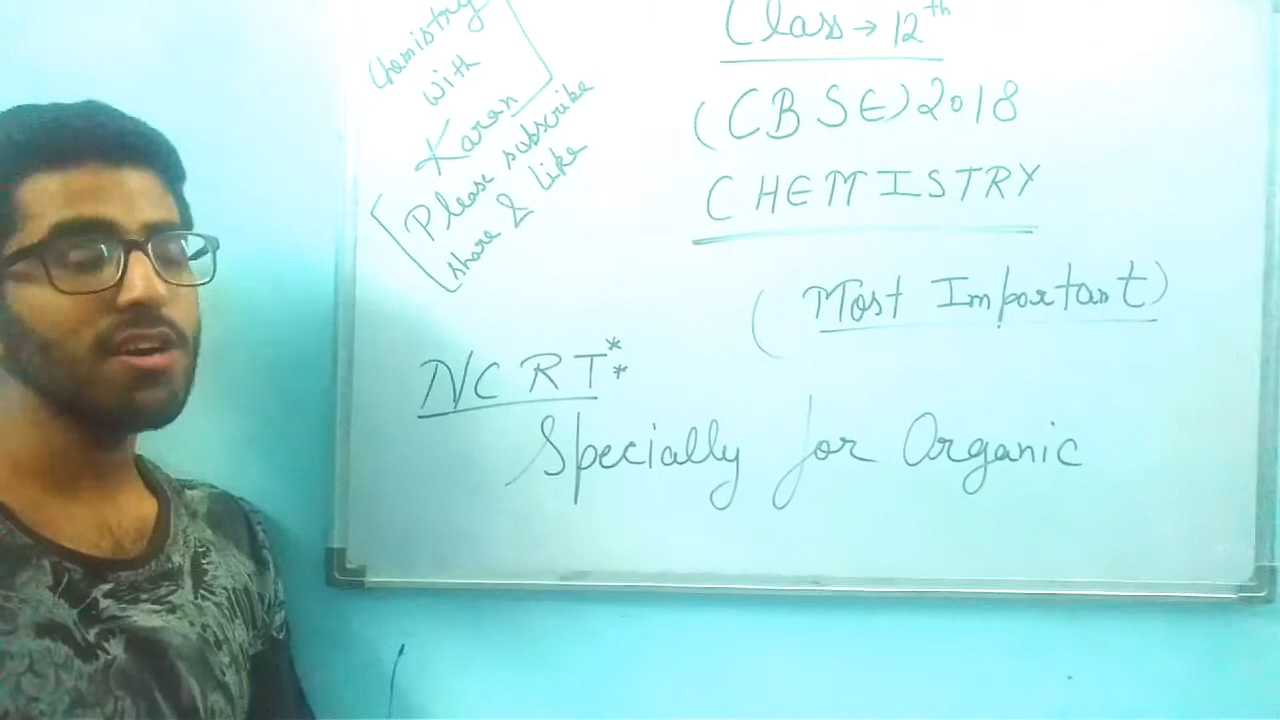 Chemistry
with
Karan
Please subscribe
share & Like
Class → 12th
(CBSE) 2018
CHEMISTRY
(Most Important)
NCRT**
Specially for Organic